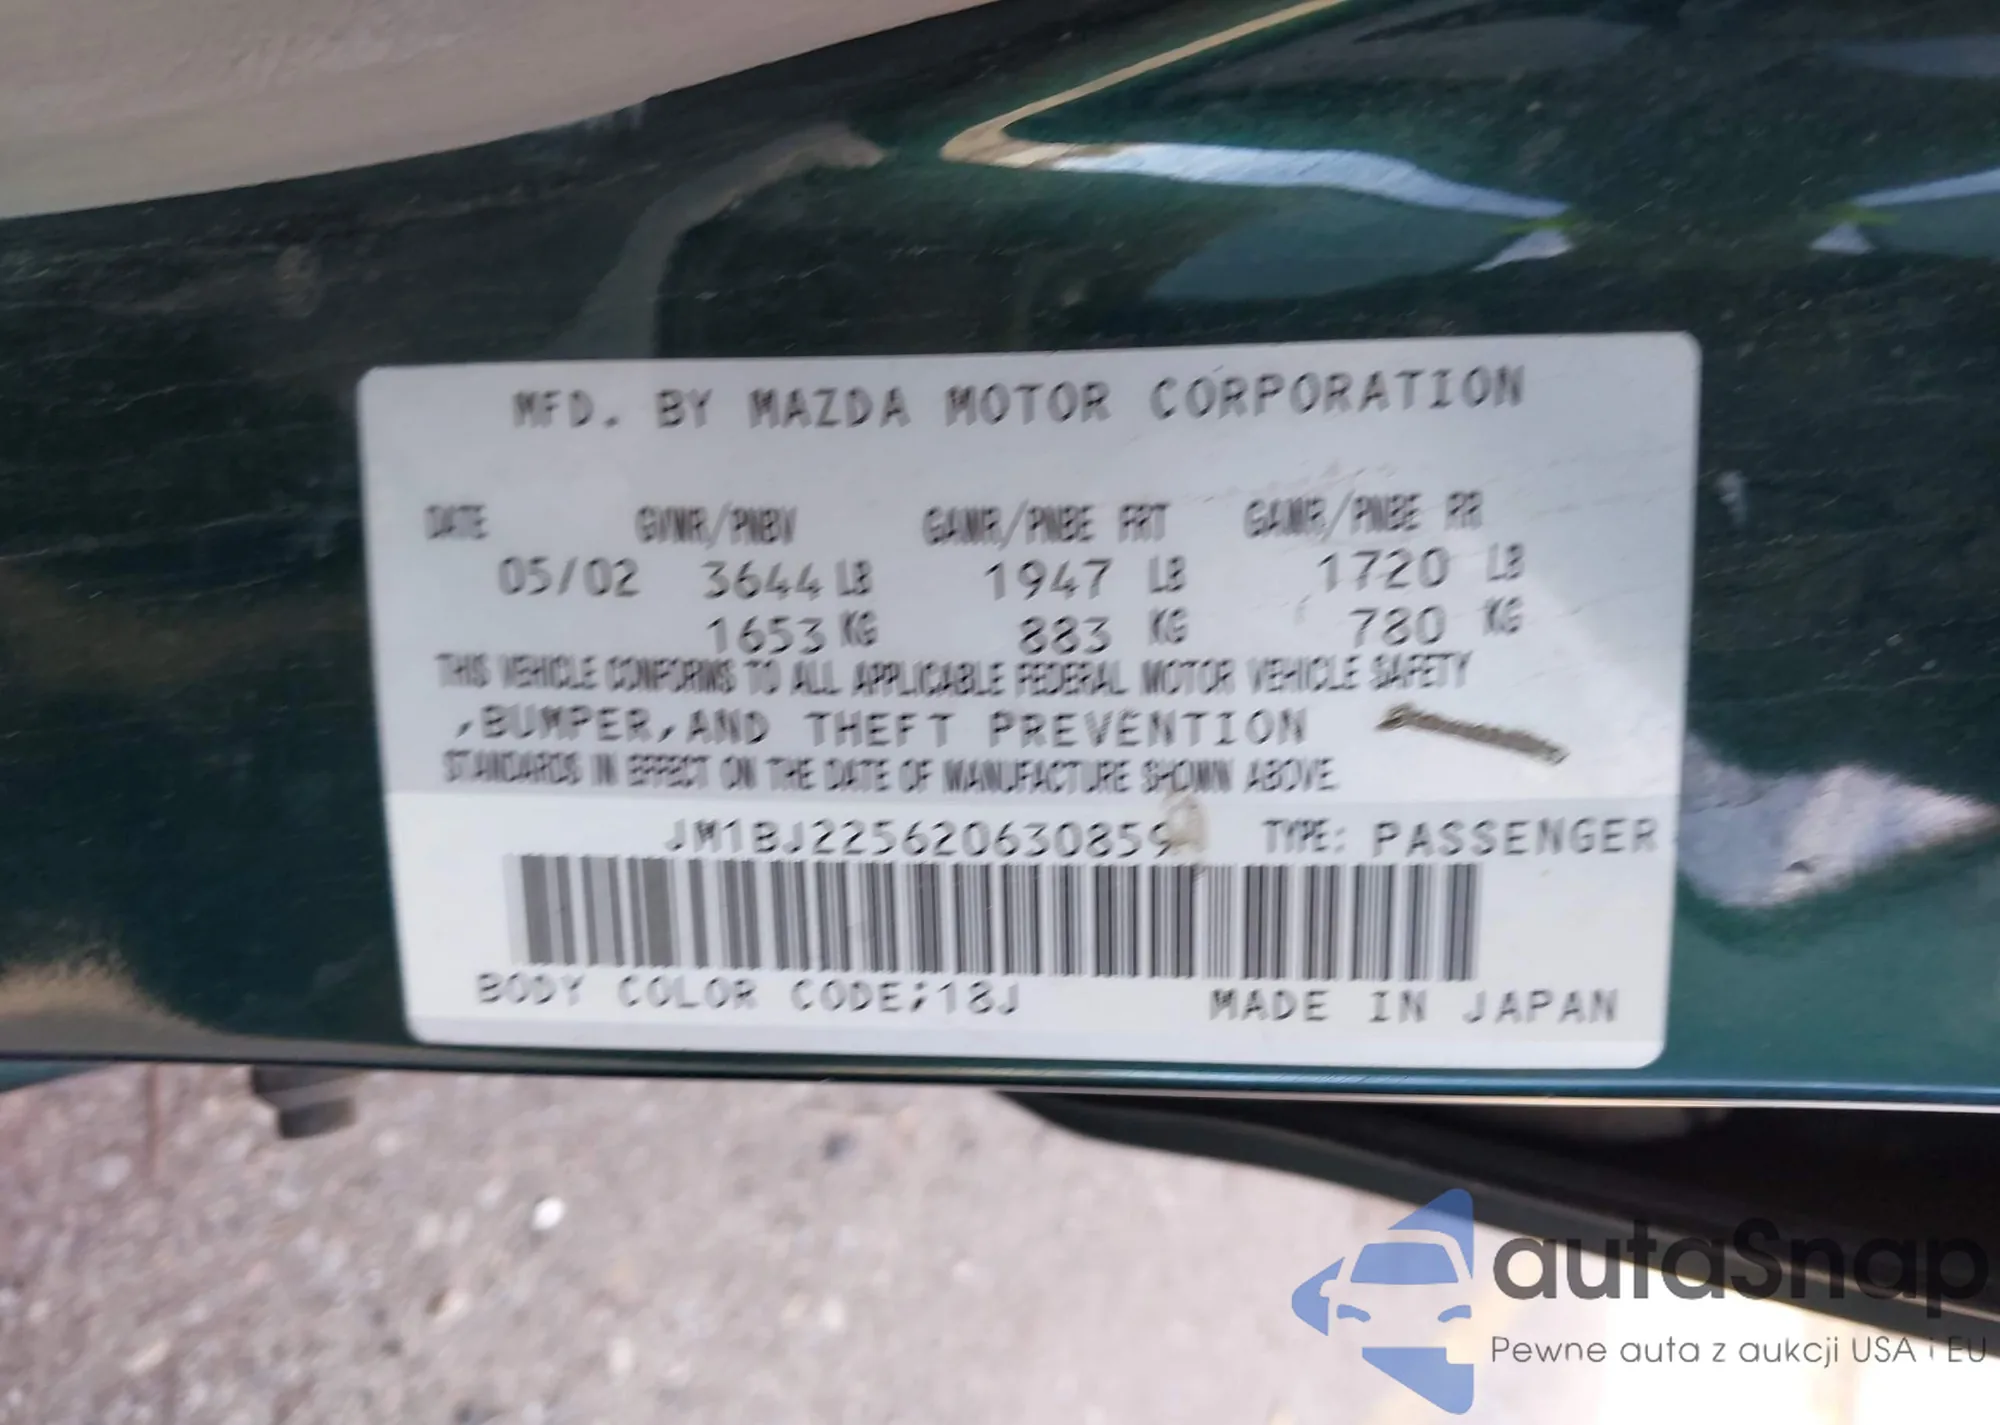 MFD. BY MAZDA MOTOR CORPORATION
DATE GVWR/PNBV GAWR/PNBE FRT GAWR/PNBE RR
05/02 3644 LB 1947 LB 1720 LB
1653 KG 883 KG 780 KG
THIS VEHICLE CONFORMS TO ALL APPLICABLE FEDERAL MOTOR VEHICLE SAFETY
,BUMPER,AND THEFT PREVENTION
STANDARDS IN EFFECT ON THE DATE OF MANUFACTURE SHOWN ABOVE.
TYPE: PASSENGER
BODY COLOR CODE;18J MADE IN JAPAN
autaSnap
Pewne auta z aukcji USA i EU